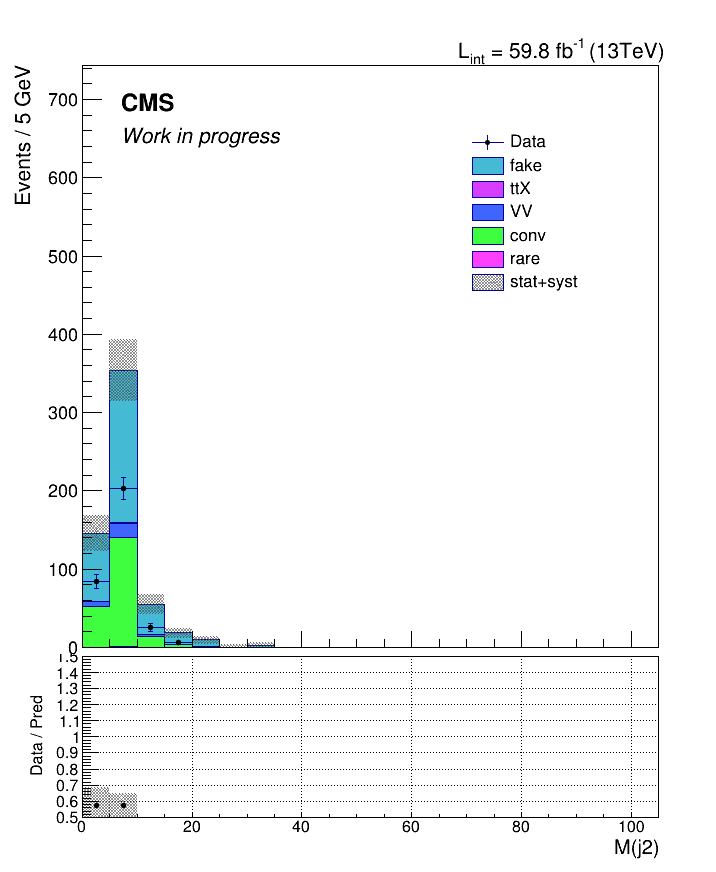 L_int = 59.8 fb^-1 (13TeV)
Events / 5 GeV
CMS
Work in progress
Data
fake
ttX
VV
conv
rare
stat+syst
700
600
500
400
300
200
100
0
Data / Pred
1.5
1.4
1.3
1.2
1.1
1
0.9
0.8
0.7
0.6
0.5
0 20 40 60 80 100
M(j2)